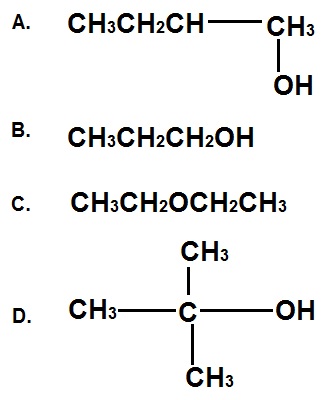 A. CH3CH2CH CH3
OH
B. CH3CH2CH2OH
C. CH3CH2OCH2CH3
CH3
D. CH3 C OH
CH3